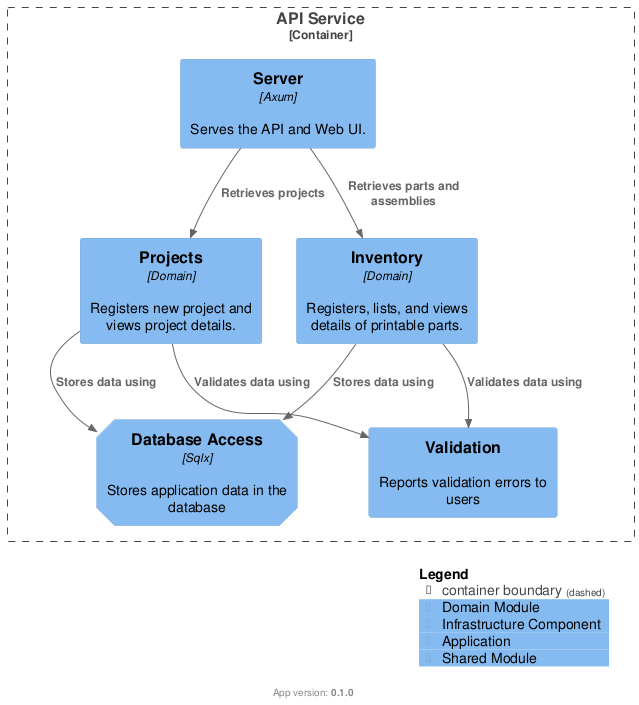 API Service
[Container]
Server
[Axum]
Serves the API and Web UI.
Retrieves projects
Retrieves parts and
assemblies
Projects
[Domain]
Registers new project and
views project details.
Inventory
[Domain]
Registers, lists, and views
details of printable parts.
Stores data using
Validates data using
Stores data using
Validates data using
Database Access
[Sqlx]
Stores application data in the
database
Validation
Reports validation errors to
users
Legend
container boundary (dashed)
Domain Module
Infrastructure Component
Application
Shared Module
App version: 0.1.0